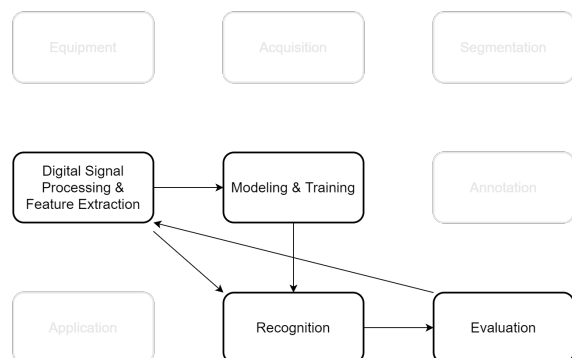 Equipment
Acquisition
Segmentation
Digital Signal
Processing &
Feature Extraction
Modeling & Training
Annotation
Application
Recognition
Evaluation